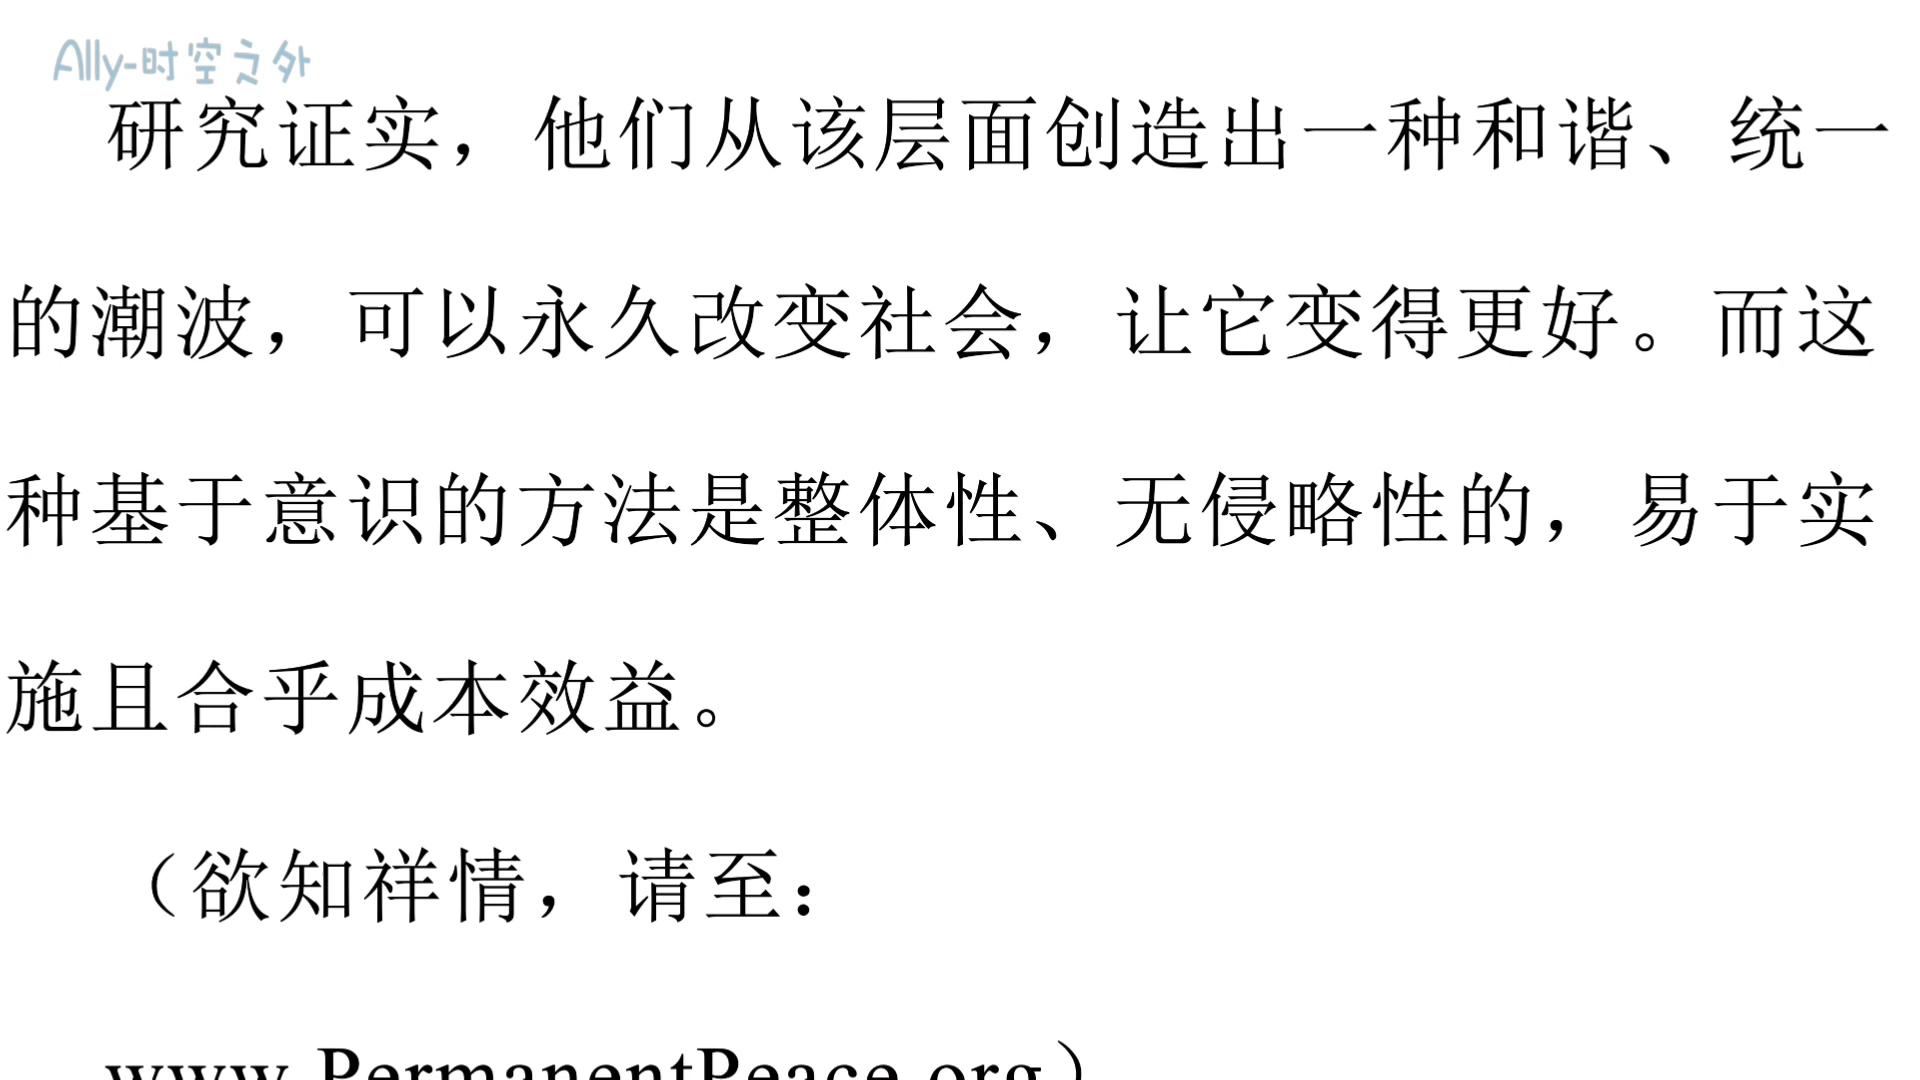 Ally-时空之外
研究证实，他们从该层面创造出一种和谐、统一
的潮波，可以永久改变社会，让它变得更好。而这
种基于意识的方法是整体性、无侵略性的，易于实
施且合乎成本效益。
（欲知祥情，请至：
www.PermanentPeace.org）